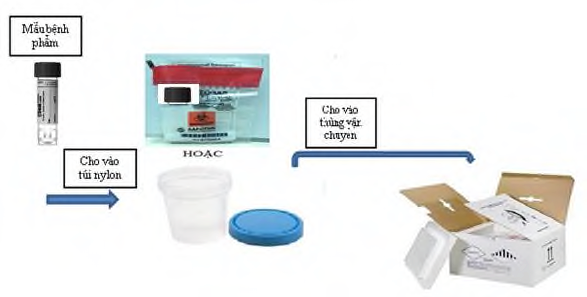 Mẫu bệnh
phẩm
Cho vào
túi nylon
HOẶC
Cho vào
thùng vận
chuyển